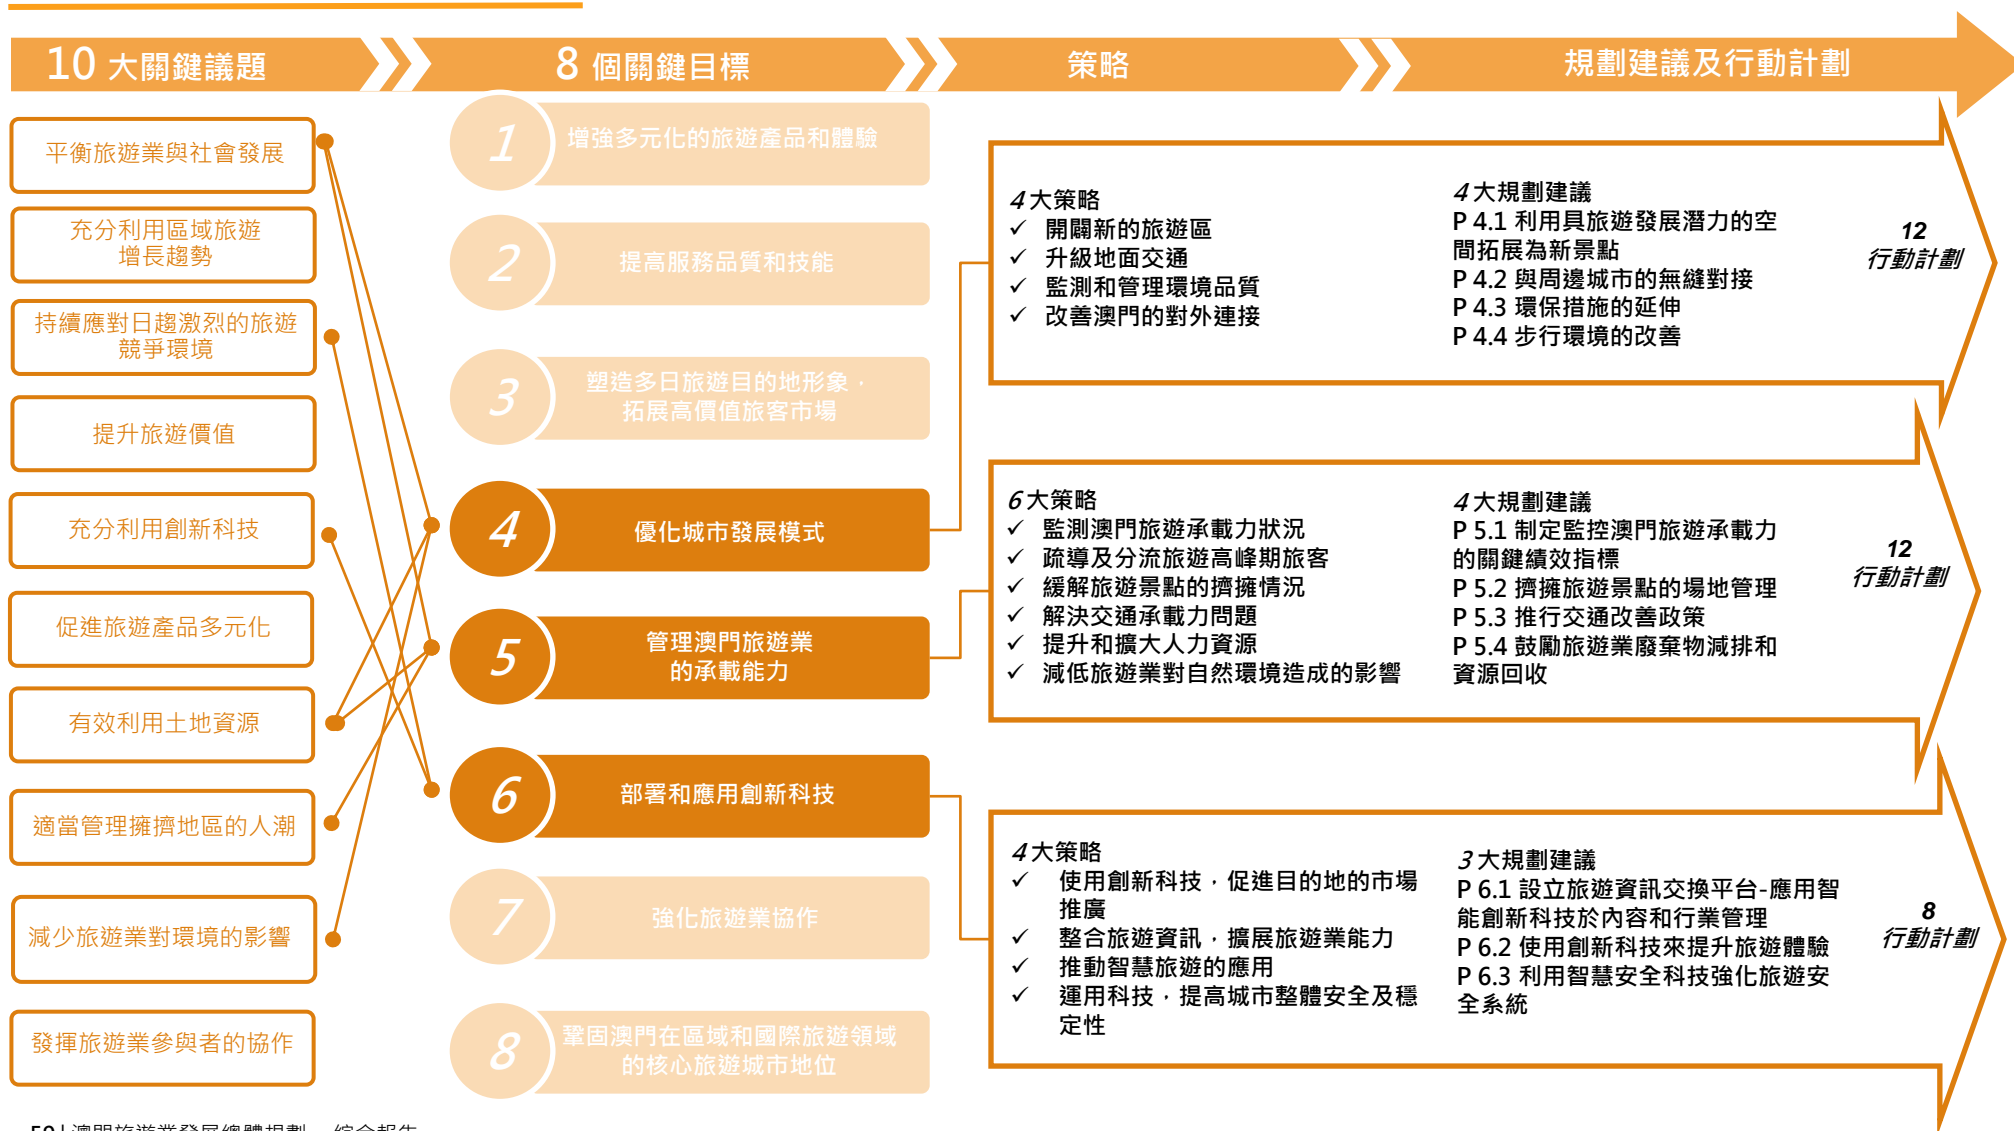 10 大關鍵議題
8 個關鍵目標
策略
規劃建議及行動計劃
平衡旅遊業與社會發展
充分利用區域旅遊
增長趨勢
持續應對日趨激烈的旅遊
競爭環境
提升旅遊價值
充分利用創新科技
促進旅遊產品多元化
有效利用土地資源
適當管理擁擠地區的人潮
減少旅遊業對環境的影響
發揮旅遊業參與者的協作
1
增強多元化的旅遊產品和體驗
2
提高服務品質和技能
3
塑造多日旅遊目的地形象，
拓展高價值旅客市場
4
優化城市發展模式
5
管理澳門旅遊業
的承載能力
6
部署和應用創新科技
7
強化旅遊業協作
8
鞏固澳門在區域和國際旅遊領域
的核心旅遊城市地位
4大策略
✓ 開闢新的旅遊區
✓ 升級地面交通
✓ 監測和管理環境品質
✓ 改善澳門的對外連接
4大規劃建議
P 4.1 利用具旅遊發展潛力的空
間拓展為新景點
P 4.2 與周邊城市的無縫對接
P 4.3 環保措施的延伸
P 4.4 步行環境的改善
12
行動計劃
6大策略
✓ 監測澳門旅遊承載力狀況
✓ 疏導及分流旅遊高峰期旅客
✓ 緩解旅遊景點的擠擁情況
✓ 解決交通承載力問題
✓ 提升和擴大人力資源
✓ 減低旅遊業對自然環境造成的影響
4大規劃建議
P 5.1 制定監控澳門旅遊承載力
的關鍵績效指標
P 5.2 擠擁旅遊景點的場地管理
P 5.3 推行交通改善政策
P 5.4 鼓勵旅遊業廢棄物減排和
資源回收
12
行動計劃
4大策略
✓ 使用創新科技，促進目的地的市場
推廣
✓ 整合旅遊資訊，擴展旅遊業能力
✓ 推動智慧旅遊的應用
✓ 運用科技，提高城市整體安全及穩
定性
3大規劃建議
P 6.1 設立旅遊資訊交換平台-應用智
能創新科技於內容和行業管理
P 6.2 使用創新科技來提升旅遊體驗
P 6.3 利用智慧安全科技強化旅遊安
全系統
8
行動計劃
50| 澳門旅遊業發展總體規劃 綜合報告